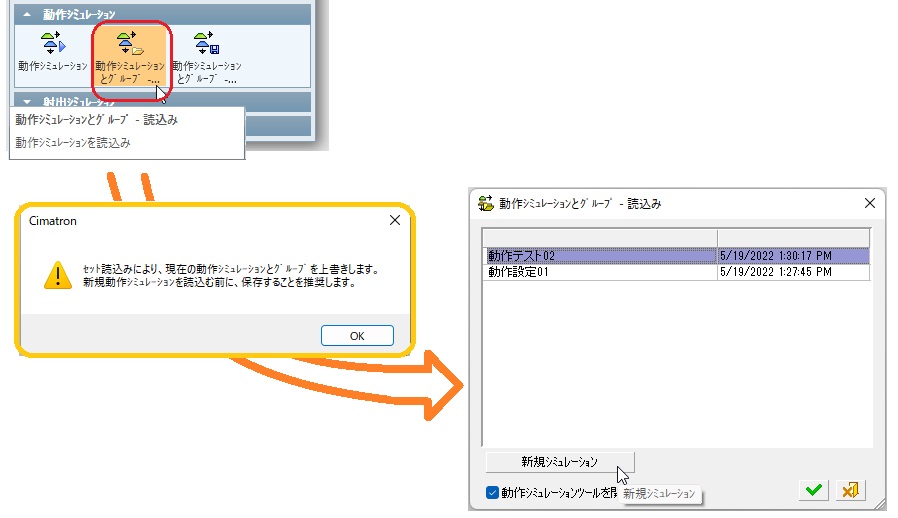 動作ｼﾐｭﾚｰｼｮﾝ
動作ｼﾐｭﾚｰｼｮﾝ
動作ｼﾐｭﾚｰｼｮﾝ
とｸﾞﾙｰﾌﾟ -...
動作ｼﾐｭﾚｰｼｮﾝ
とｸﾞﾙｰﾌﾟ -...
射出ｼﾐｭﾚｰｼｮﾝ
動作ｼﾐｭﾚｰｼｮﾝとｸﾞﾙｰﾌﾟ - 読込み
動作ｼﾐｭﾚｰｼｮﾝを読込み
Cimatron
ｾｯﾄ読込みにより、現在の動作ｼﾐｭﾚｰｼｮﾝとｸﾞﾙｰﾌﾟを上書きします。
新規動作ｼﾐｭﾚｰｼｮﾝを読込む前に、保存することを推奨します。
OK
動作ｼﾐｭﾚｰｼｮﾝとｸﾞﾙｰﾌﾟ - 読込み
動作テスト02 5/19/2022 1:30:17 PM
動作設定01 5/19/2022 1:27:45 PM
新規ｼﾐｭﾚｰｼｮﾝ
動作ｼﾐｭﾚｰｼｮﾝツールを
新規ｼﾐｭﾚｰｼｮﾝ